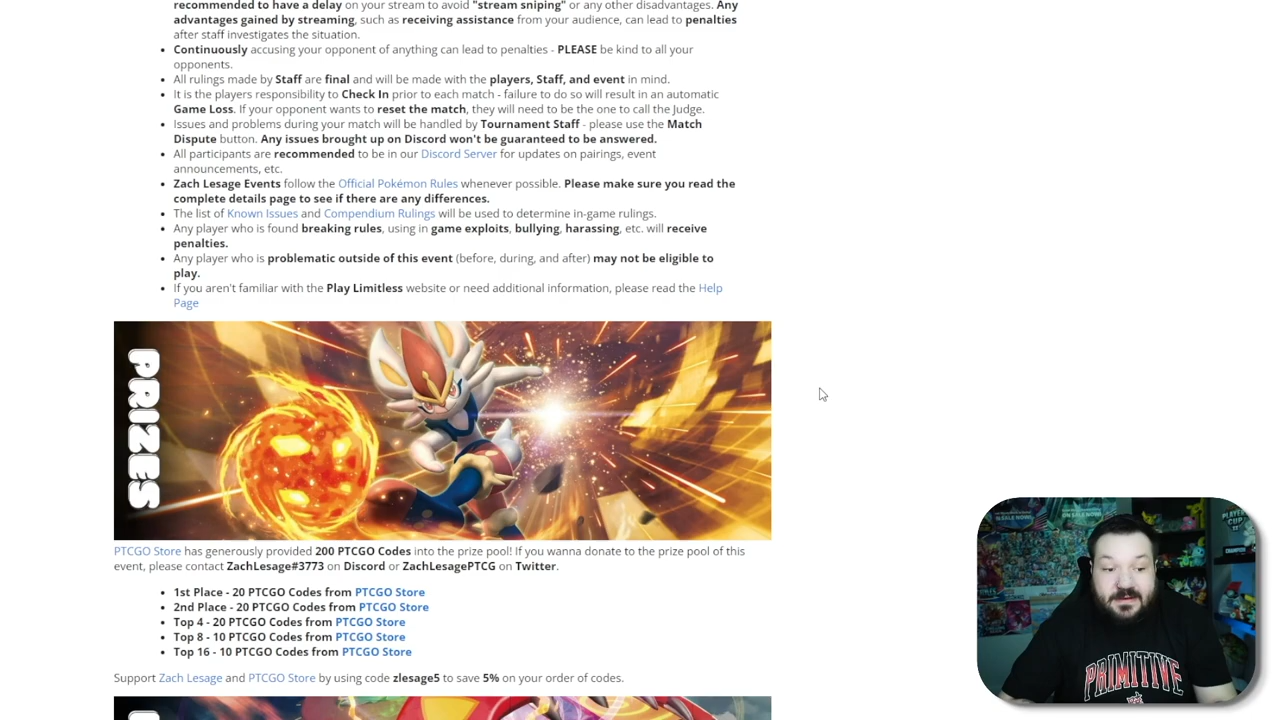 recommended to have a delay on your stream to avoid "stream sniping" or any other disadvantages. Any
advantages gained by streaming, such as receiving assistance from your audience, can lead to penalties
after staff investigates the situation.
Continuously accusing your opponent of anything can lead to penalties - PLEASE be kind to all your
opponents.
All rulings made by Staff are final and will be made with the players, Staff, and event in mind.
It is the players responsibility to Check In prior to each match - failure to do so will result in an automatic
Game Loss. If your opponent wants to reset the match, they will need to be the one to call the Judge.
Issues and problems during your match will be handled by Tournament Staff - please use the Match
Dispute button. Any issues brought up on Discord won't be guaranteed to be answered.
All participants are recommended to be in our Discord Server for updates on pairings, event
announcements, etc.
Zach Lesage Events follow the Official Pokémon Rules whenever possible. Please make sure you read the
complete details page to see if there are any differences.
The list of Known Issues and Compendium Rulings will be used to determine in-game rulings.
Any player who is found breaking rules, using in game exploits, bullying, harassing, etc. will receive
penalties.
Any player who is problematic outside of this event (before, during, and after) may not be eligible to
play.
If you aren't familiar with the Play Limitless website or need additional information, please read the Help
Page
PRIZES
PTCGO Store has generously provided 200 PTCGO Codes into the prize pool! If you wanna donate to the prize pool of this
event, please contact ZachLesage#3773 on Discord or ZachLesagePTCG on Twitter.
1st Place - 20 PTCGO Codes from PTCGO Store
2nd Place - 20 PTCGO Codes from PTCGO Store
Top 4 - 20 PTCGO Codes from PTCGO Store
Top 8 - 10 PTCGO Codes from PTCGO Store
Top 16 - 10 PTCGO Codes from PTCGO Store
Support Zach Lesage and PTCGO Store by using code zlesage5 to save 5% on your order of codes.
ON SALE NOW!
PLAYER
CUP
CHAMPION
PRIMITIVE